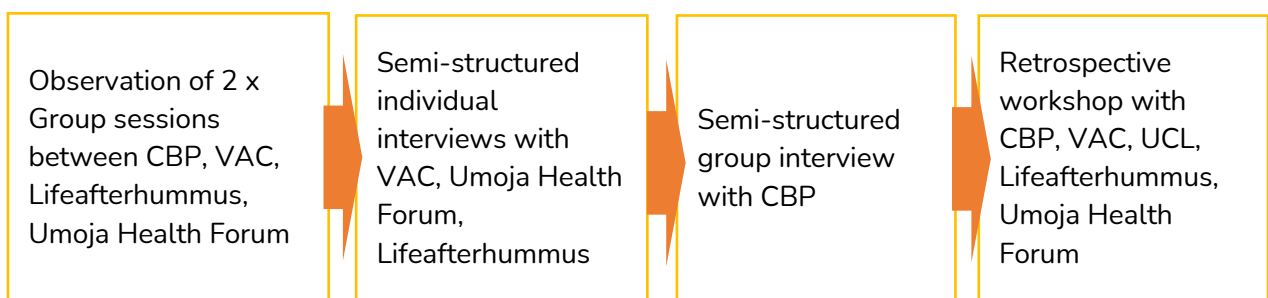 Observation of 2 x
Group sessions
between CBP, VAC,
Lifeafterhummus,
Umoja Health Forum
Semi-structured
individual
interviews with
VAC, Umoja Health
Forum,
Lifeafterhummus
Semi-structured
group interview
with CBP
Retrospective
workshop with
CBP, VAC, UCL,
Lifeafterhummus,
Umoja Health
Forum